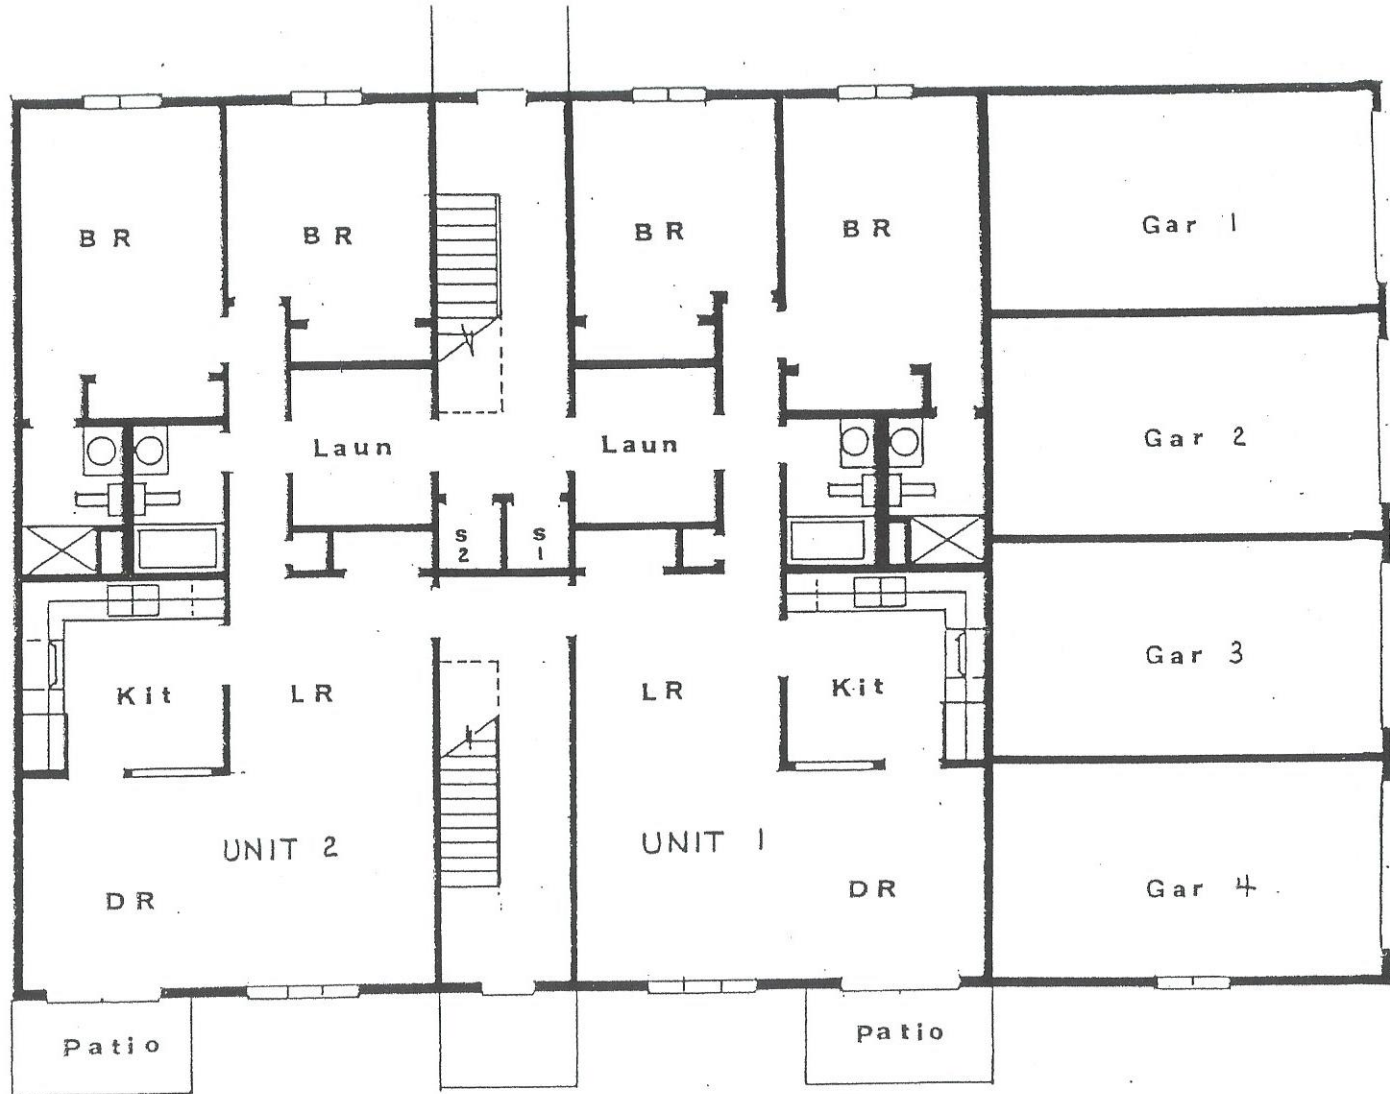 BR
BR
BR
BR
Gar 1
Laun
Laun
Gar 2
S
2
S
1
Kit
LR
LR
Kit
Gar 3
UNIT 2
UNIT 1
DR
DR
Gar 4
Patio
Patio